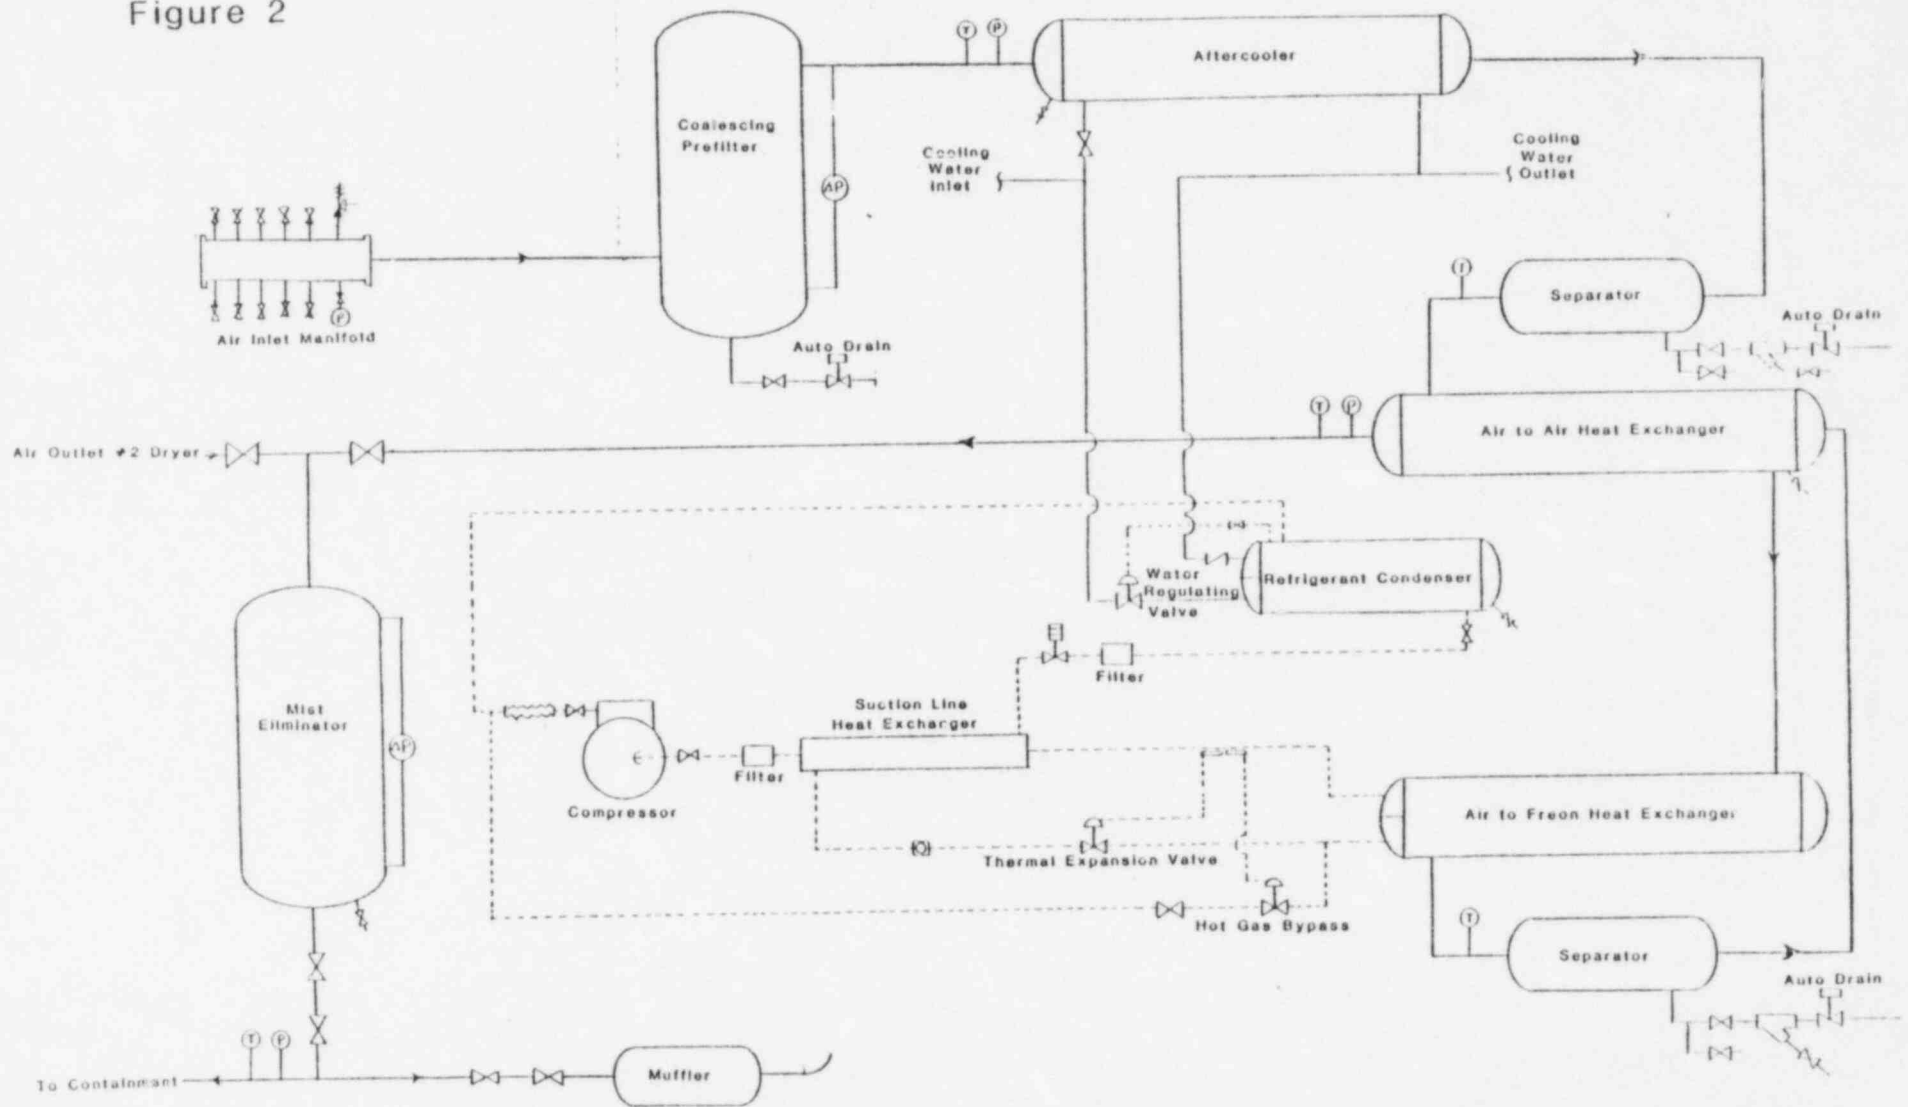 Figure 2
T
P
Aftercooler
Coalescing
Prefilter
Cooling
Water
Inlet
Cooling
Water
Outlet
ΔP
T
Separator
Auto Drain
P
Air Inlet Manifold
Auto Drain
T
P
Air to Air Heat Exchanger
Air Outlet #2 Dryer
Water
Regulating
Valve
Refrigerant Condenser
Filter
Mist
Eliminator
Suction Line
Heat Exchanger
ΔP
Filter
Compressor
Air to Freon Heat Exchanger
Thermal Expansion Valve
T
Hot Gas Bypass
Separator
Auto Drain
T
P
To Containment
Muffler